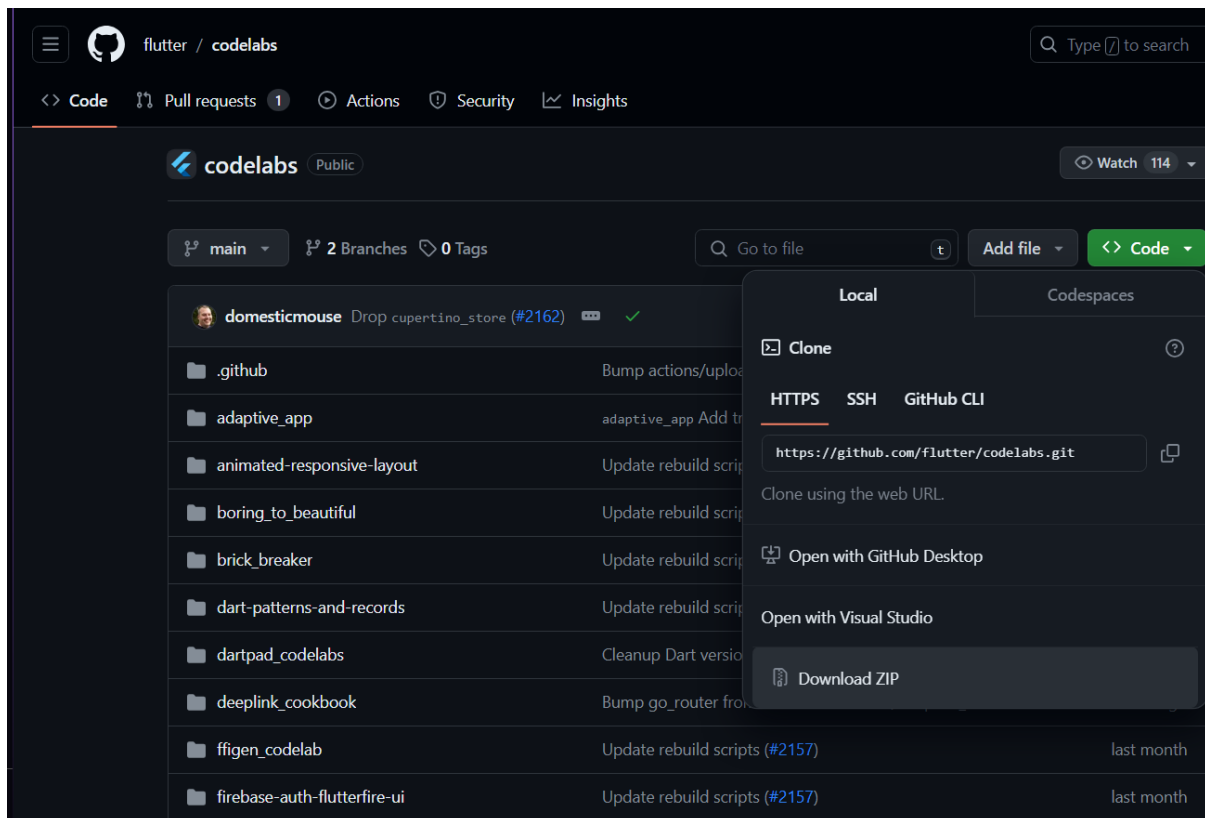 flutter / codelabs
Type / to search
Code Pull requests 1 Actions Security Insights
codelabs Public
Watch 114
main 2 Branches 0 Tags
Go to file t
Add file
Code
Local Codespaces
domesticmouse Drop cupertino_store (#2162)
Clone
.github Bump actions/uploa
HTTPS SSH GitHub CLI
adaptive_app adaptive_app Add tr
https://github.com/flutter/codelabs.git
animated-responsive-layout Update rebuild scrip
Clone using the web URL.
boring_to_beautiful Update rebuild scrip
Open with GitHub Desktop
brick_breaker Update rebuild scrip
dart-patterns-and-records Update rebuild scrip
Open with Visual Studio
dartpad_codelabs Cleanup Dart versio
Download ZIP
deeplink_cookbook Bump go_router fro
ffigen_codelab Update rebuild scripts (#2157) last month
firebase-auth-flutterfire-ui Update rebuild scripts (#2157) last month